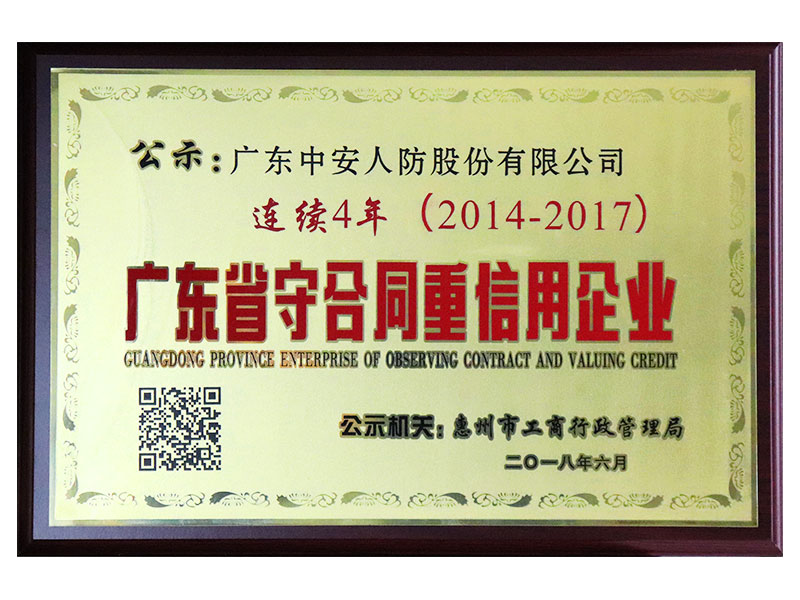 公示：广东中安人防股份有限公司
连续4年（2014-2017）
广东省守合同重信用企业
GUANGDONG PROVINCE ENTERPRISE OF OBSERVING CONTRACT AND VALUING CREDIT
公示机关：惠州市工商行政管理局
二〇一八年六月